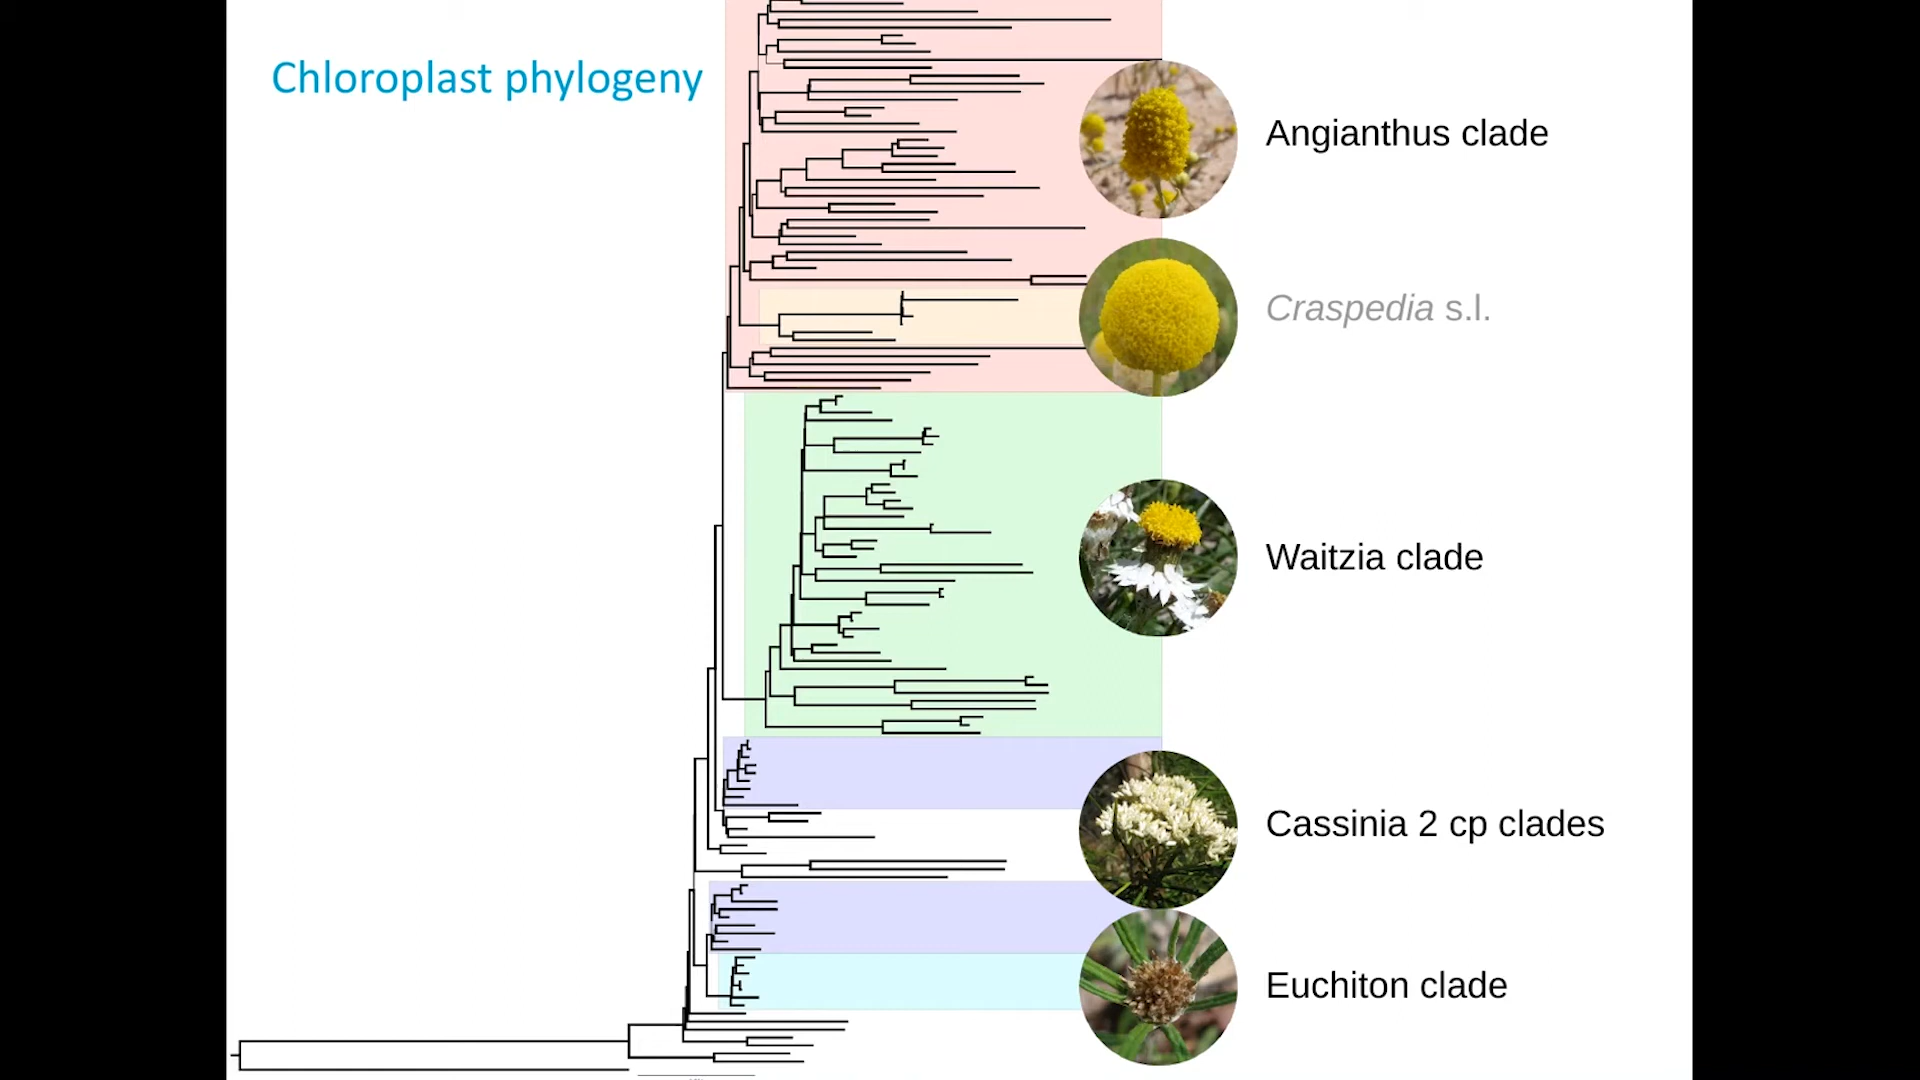 Chloroplast phylogeny
Angianthus clade
Craspedia s.l.
Waitzia clade
Cassinia 2 cp clades
Euchiton clade